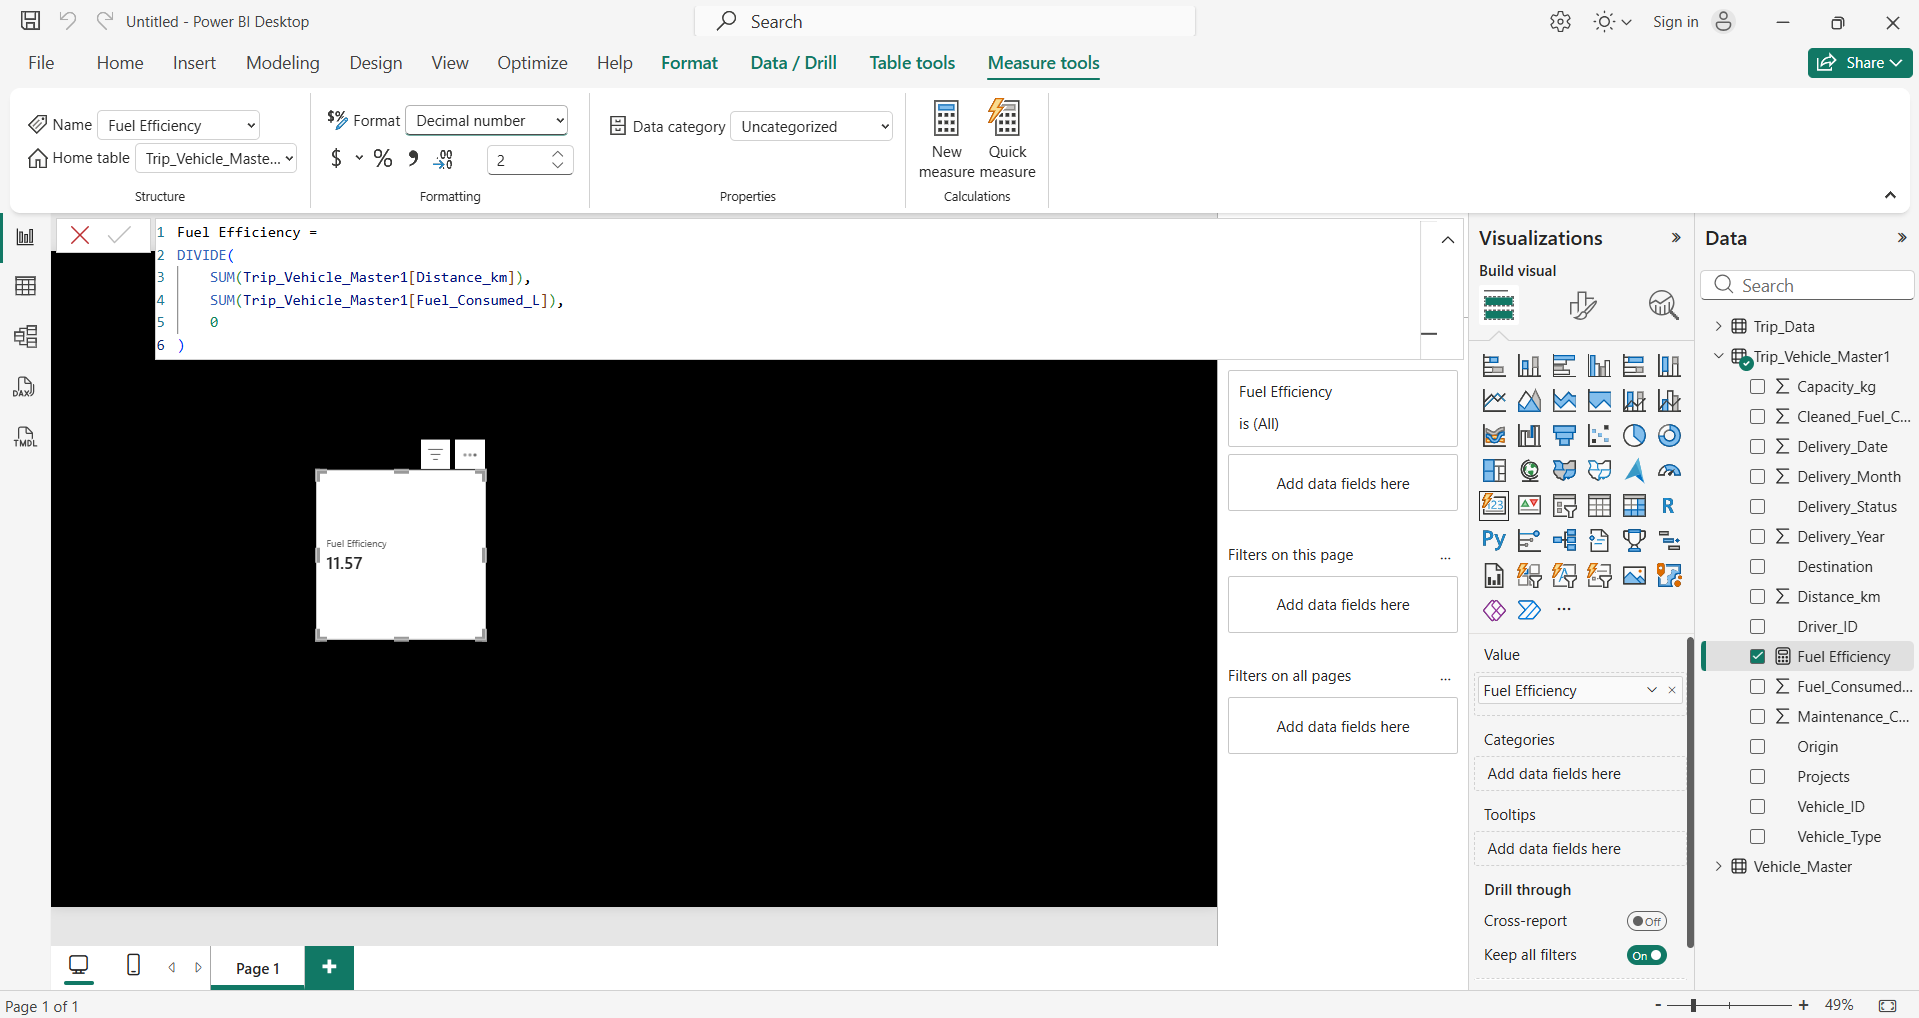 Untitled - Power BI Desktop
Search
Sign in
File Home Insert Modeling Design View Optimize Help Format Data / Drill Table tools Measure tools
Share
Name Fuel Efficiency
Home table Trip_Vehicle_Maste...
Structure
$% Format Decimal number
$ % 2
Formatting
Data category Uncategorized
Properties
New measure
Quick measure
Calculations
1 Fuel Efficiency =
2 DIVIDE(
3 SUM(Trip_Vehicle_Master1[Distance_km]),
4 SUM(Trip_Vehicle_Master1[Fuel_Consumed_L]),
5 0
6 )
DAX
TMDL
Fuel Efficiency
11.57
Fuel Efficiency
is (All)
Add data fields here
Filters on this page ...
Add data fields here
Filters on all pages ...
Add data fields here
Visualizations
Build visual
123
R
Py
Value
Fuel Efficiency
Categories
Add data fields here
Tooltips
Add data fields here
Drill through
Cross-report Off
Keep all filters On
Data
Search
Trip_Data
Trip_Vehicle_Master1
Capacity_kg
Cleaned_Fuel_C...
Delivery_Date
Delivery_Month
Delivery_Status
Delivery_Year
Destination
Distance_km
Driver_ID
Fuel Efficiency
Fuel_Consumed...
Maintenance_C...
Origin
Projects
Vehicle_ID
Vehicle_Type
Vehicle_Master
Page 1
Page 1 of 1
- + 49%